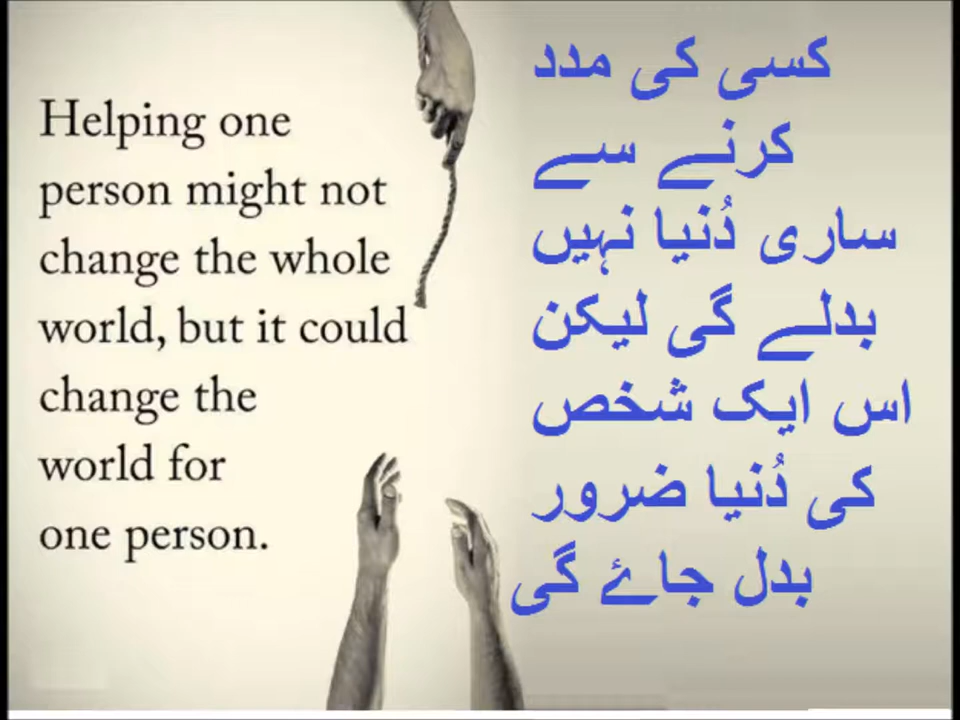 Helping one
person might not
change the whole
world, but it could
change the
world for
one person.
کسی کی مدد
کرنے سے
ساری دُنیا نہیں
بدلے گی لیکن
اس ایک شخص
کی دُنیا ضرور
بدل جائے گی